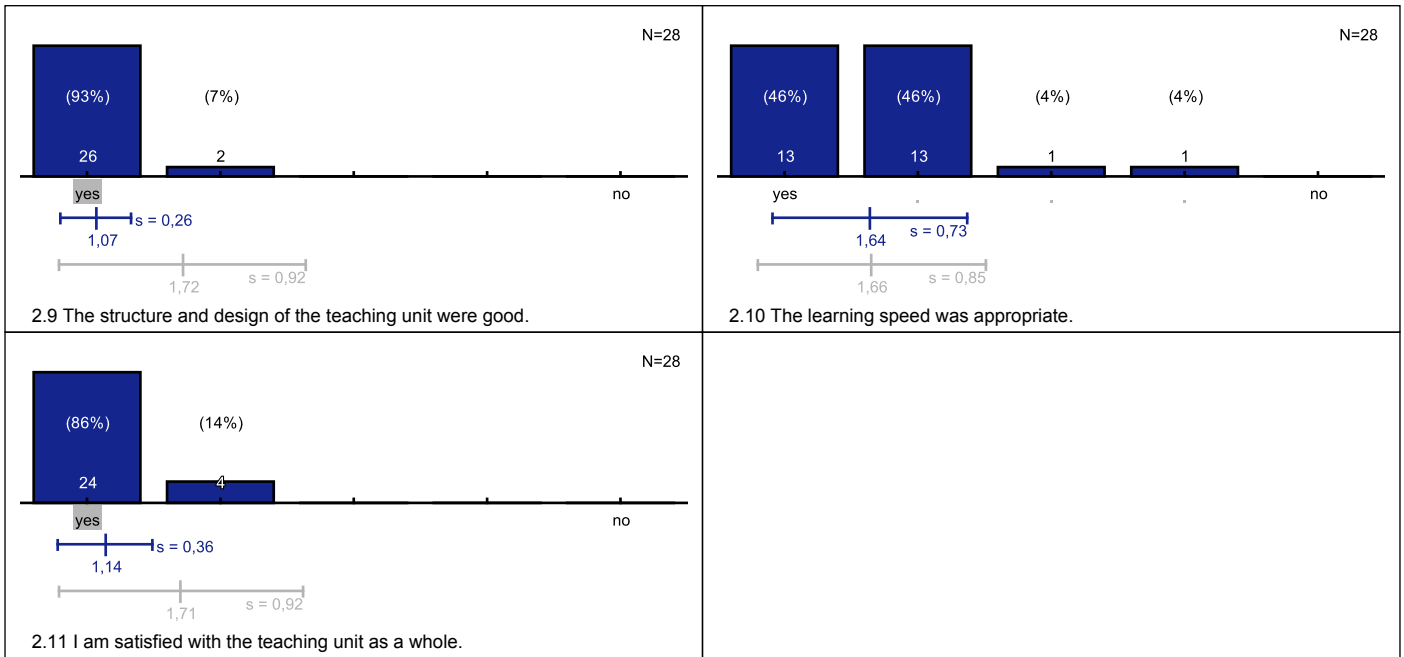 N=28
(93%) (7%)
26 2
yes no
s = 0,26
1,07
s = 0,92
1,72
2.9 The structure and design of the teaching unit were good.
N=28
(46%) (46%) (4%) (4%)
13 13 1 1
yes . . . no
s = 0,73
1,64
s = 0,85
1,66
2.10 The learning speed was appropriate.
N=28
(86%) (14%)
24 4
yes no
s = 0,36
1,14
s = 0,92
1,71
2.11 I am satisfied with the teaching unit as a whole.